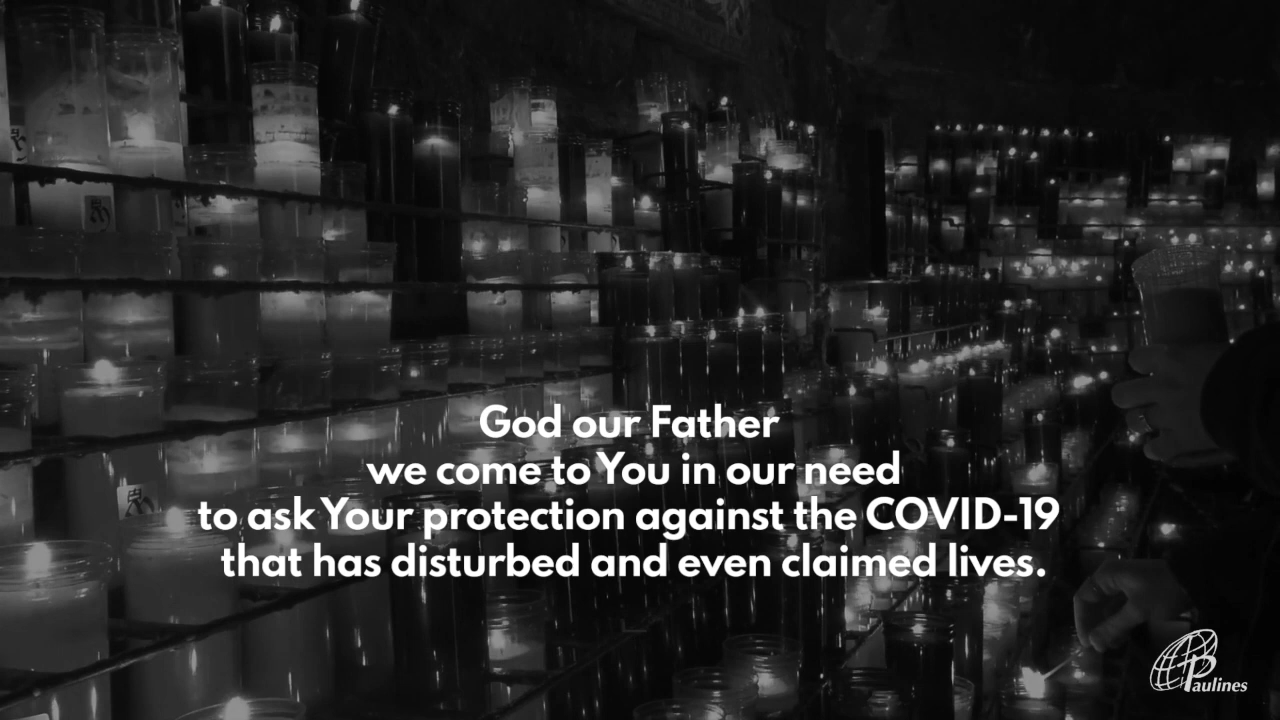 God our Father
we come to You in our need
to ask Your protection against the COVID-19
that has disturbed and even claimed lives.
Paulines